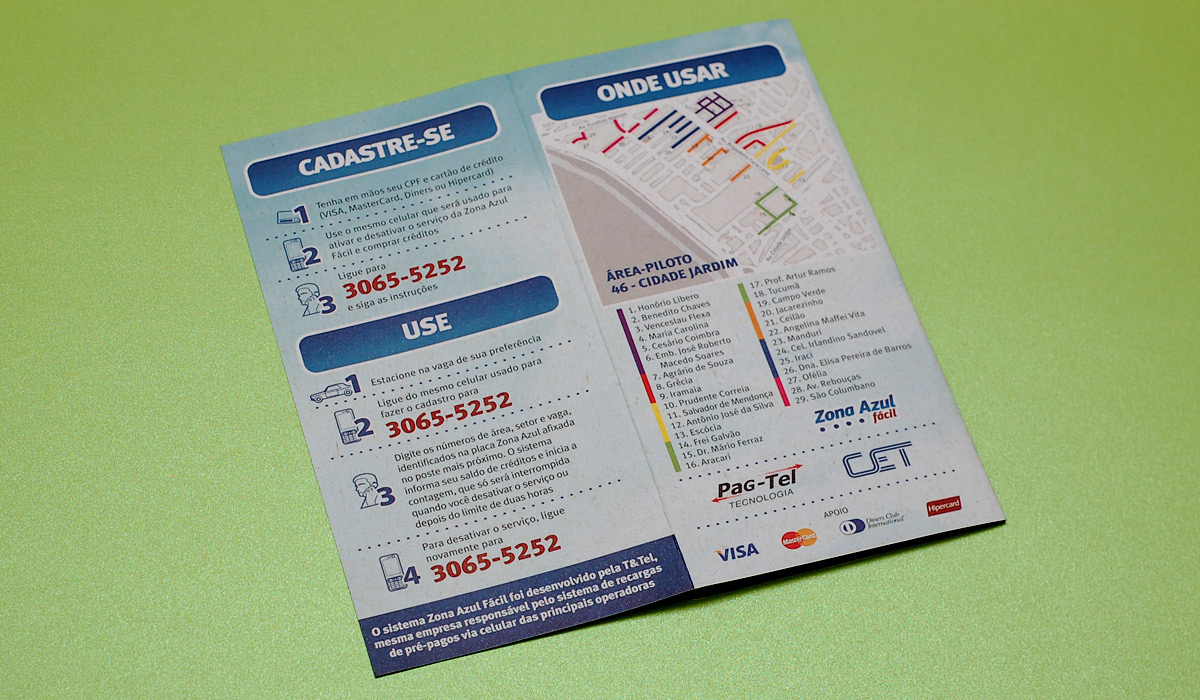 CADASTRE-SE
1 Tenha em mãos seu CPF e cartão de crédito
(VISA, MasterCard, Diners ou Hipercard)
2 Use o mesmo celular que será usado para
ativar e desativar o serviço da Zona Azul
Fácil e comprar créditos
3 Ligue para
3065-5252
e siga as instruções
USE
1 Estacione na vaga de sua preferência
2 Ligue do mesmo celular usado para
fazer o cadastro para
3065-5252
3 Digite os números de área, setor e vaga,
identificados na placa Zona Azul afixada
no poste mais próximo. O sistema
informa seu saldo de créditos e inicia a
contagem, que só será interrompida
quando você desativar o serviço ou
depois do limite de duas horas
4 Para desativar o serviço, ligue
novamente para
3065-5252
O sistema Zona Azul Fácil foi desenvolvido pela T&Tel,
mesma empresa responsável pelo sistema de recargas
de pré-pagos via celular das principais operadoras
ONDE USAR
ÁREA-PILOTO
46 - CIDADE JARDIM
1. Honório Líbero
2. Benedito Chaves
3. Venceslau Flexa
4. Maria Carolina
5. Cesário Coimbra
6. Emb. José Roberto
Macedo Soares
7. Agrário de Souza
8. Grécia
9. Iramaia
10. Prudente Correia
11. Salvador de Mendonça
12. Antônio José da Silva
13. Escócia
14. Frei Galvão
15. Dr. Mário Ferraz
16. Aracari
17. Prof. Artur Ramos
18. Tucumã
19. Campo Verde
20. Jacarezinho
21. Ceilão
22. Angelina Maffei Vita
23. Manduri
24. Cel. Irlandino Sandovel
25. Iraci
26. Dna. Elisa Pereira de Barros
27. Ofélia
28. Av. Rebouças
29. São Columbano
Zona Azul
fácil
PAG-TEL
TECNOLOGIA
CET
APOIO
VISA
MasterCard
Diners Club
International
Hipercard